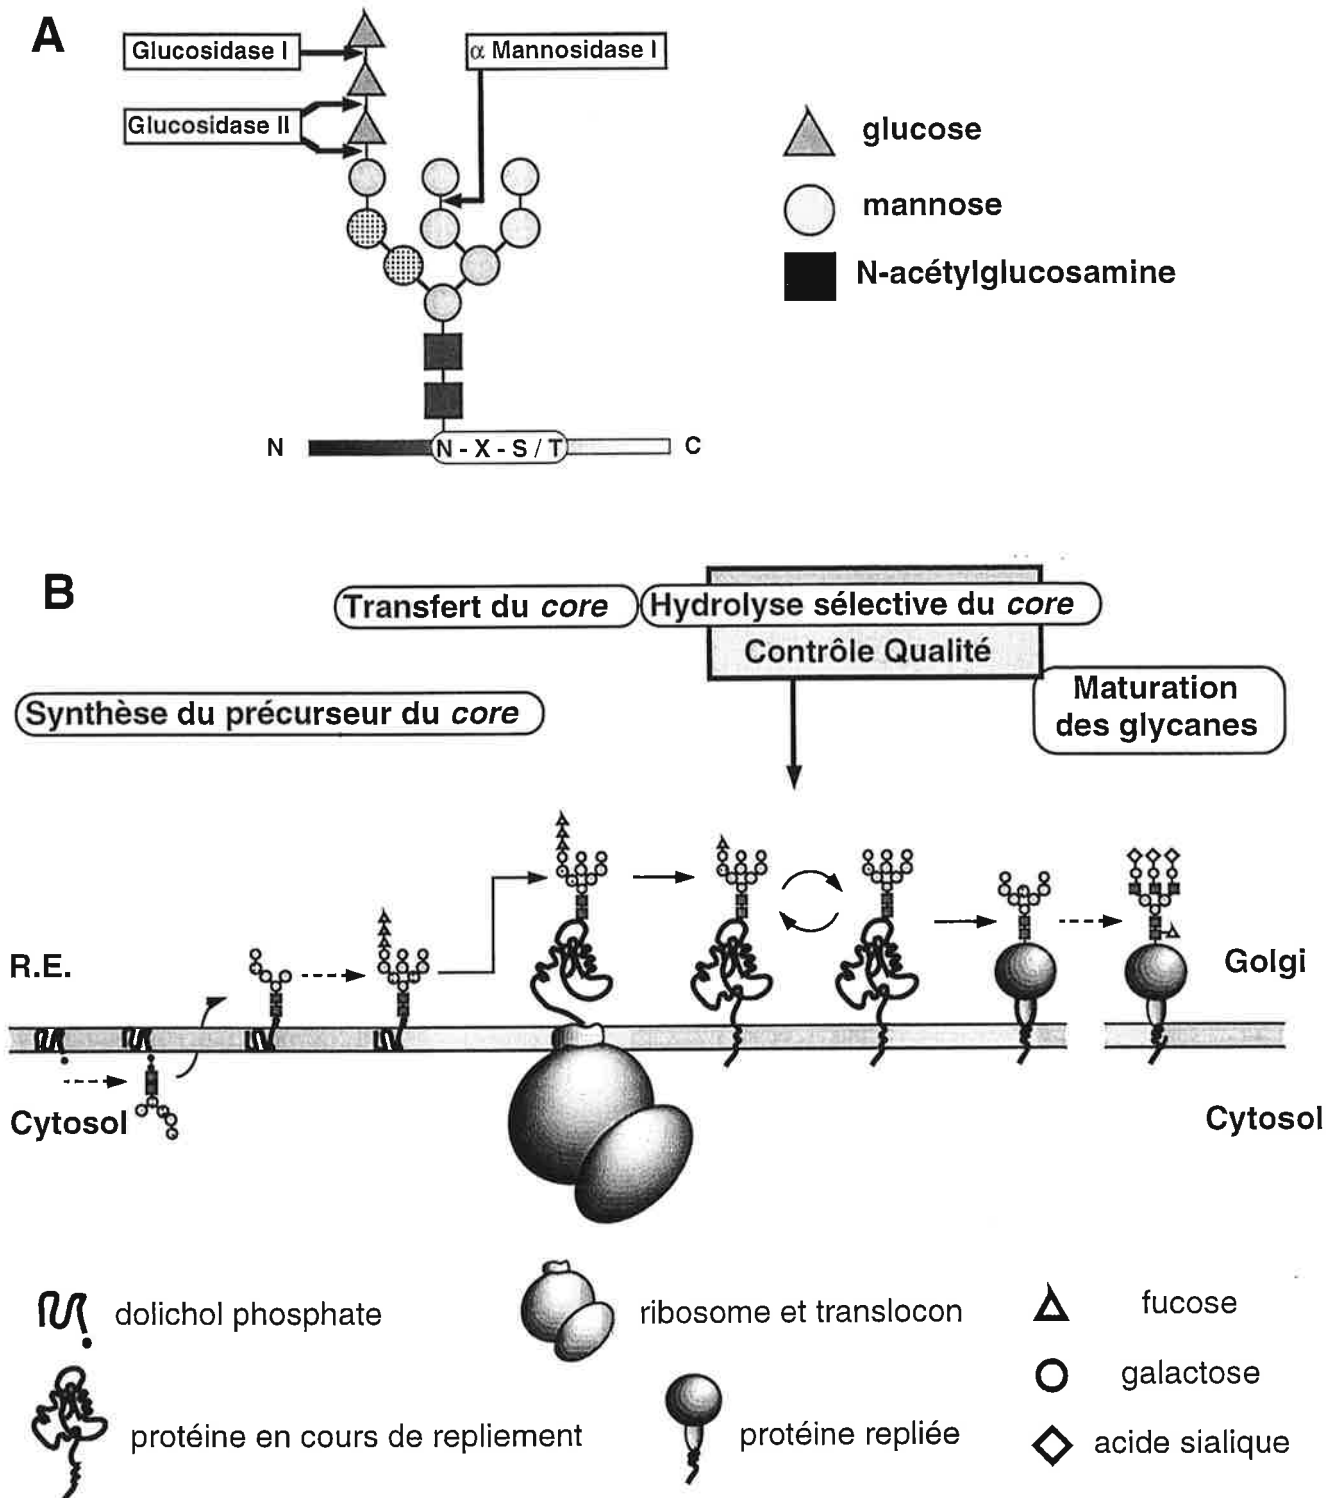 A
Glucosidase I
α Mannosidase I
Glucosidase II
glucose
mannose
N-acétylglucosamine
N
N - X - S / T
C
B
Transfert du core
Hydrolyse sélective du core
Contrôle Qualité
Synthèse du précurseur du core
Maturation
des glycanes
R.E.
Golgi
Cytosol
Cytosol
dolichol phosphate
ribosome et translocon
fucose
galactose
protéine en cours de repliement
protéine repliée
acide sialique